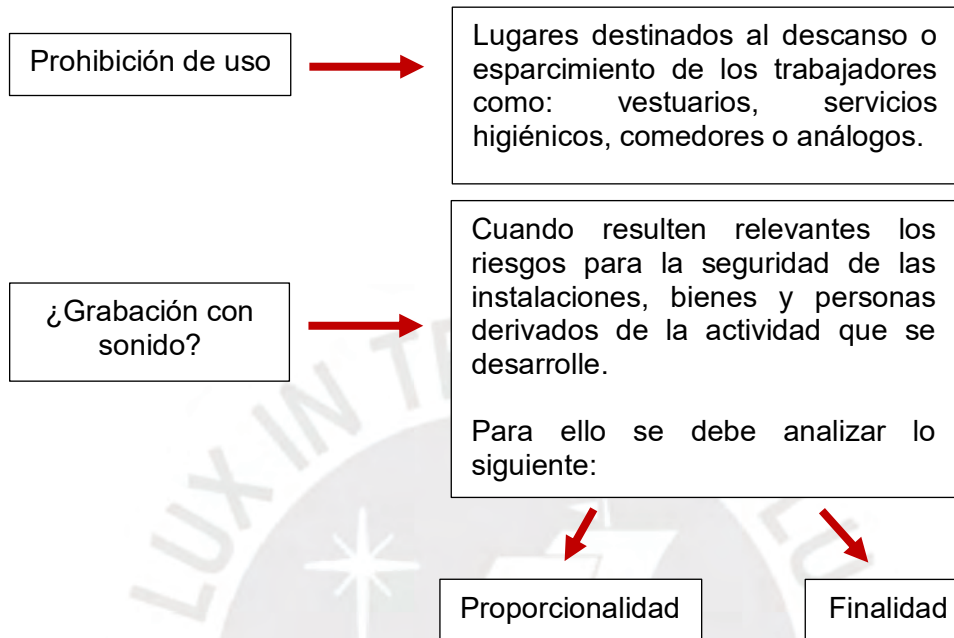 Prohibición de uso
Lugares destinados al descanso o
esparcimiento de los trabajadores
como: vestuarios, servicios
higiénicos, comedores o análogos.
¿Grabación con
sonido?
Cuando resulten relevantes los
riesgos para la seguridad de las
instalaciones, bienes y personas
derivados de la actividad que se
desarrolle.
Para ello se debe analizar lo
siguiente:
LUX IN
Proporcionalidad
Finalidad